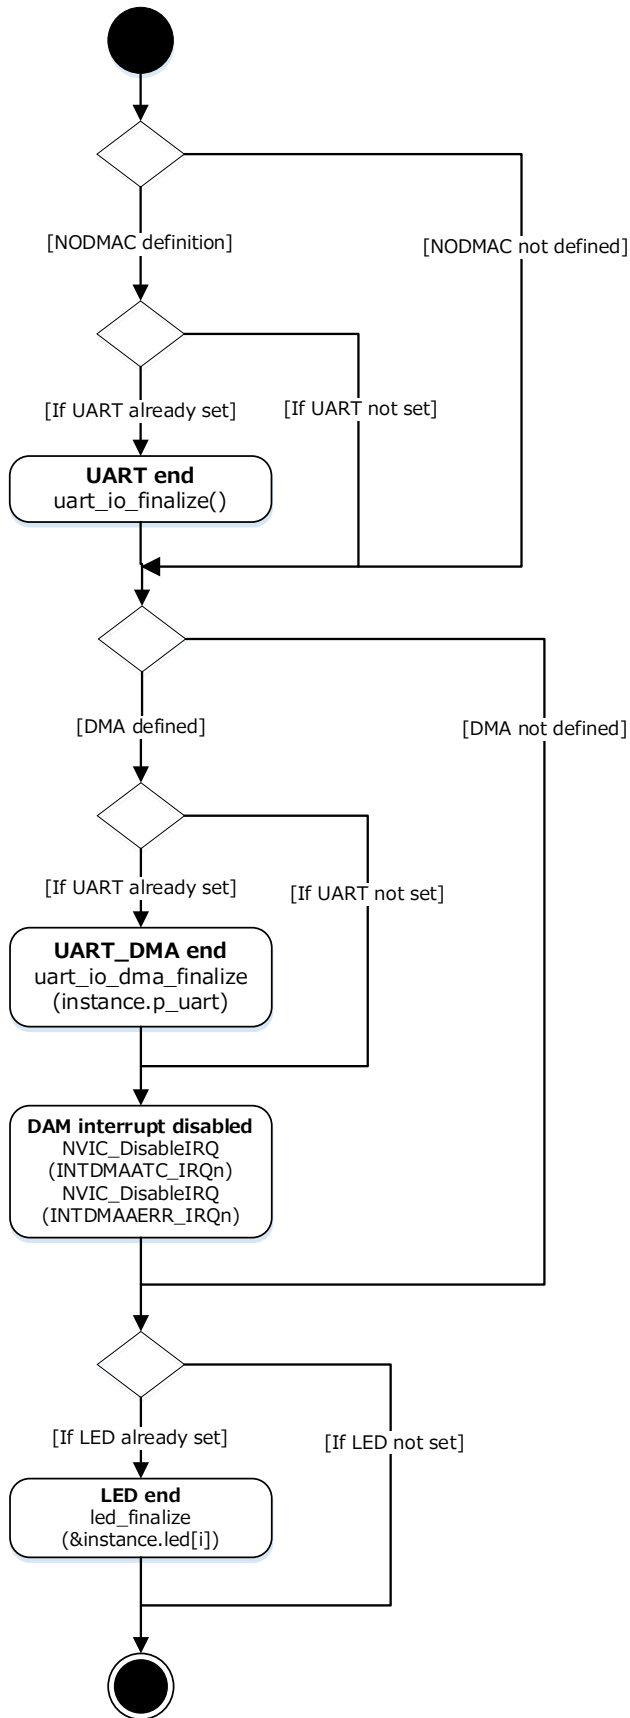 [NODMAC definition]
[NODMAC not defined]
[If UART already set]
[If UART not set]
UART end
uart_io_finalize()
[DMA defined]
[DMA not defined]
[If UART already set]
[If UART not set]
UART_DMA end
uart_io_dma_finalize
(instance.p_uart)
DAM interrupt disabled
NVIC_DisableIRQ
(INTDMAATC_IRQn)
NVIC_DisableIRQ
(INTDMAAERR_IRQn)
[If LED already set]
[If LED not set]
LED end
led_finalize
(&instance.led[i])